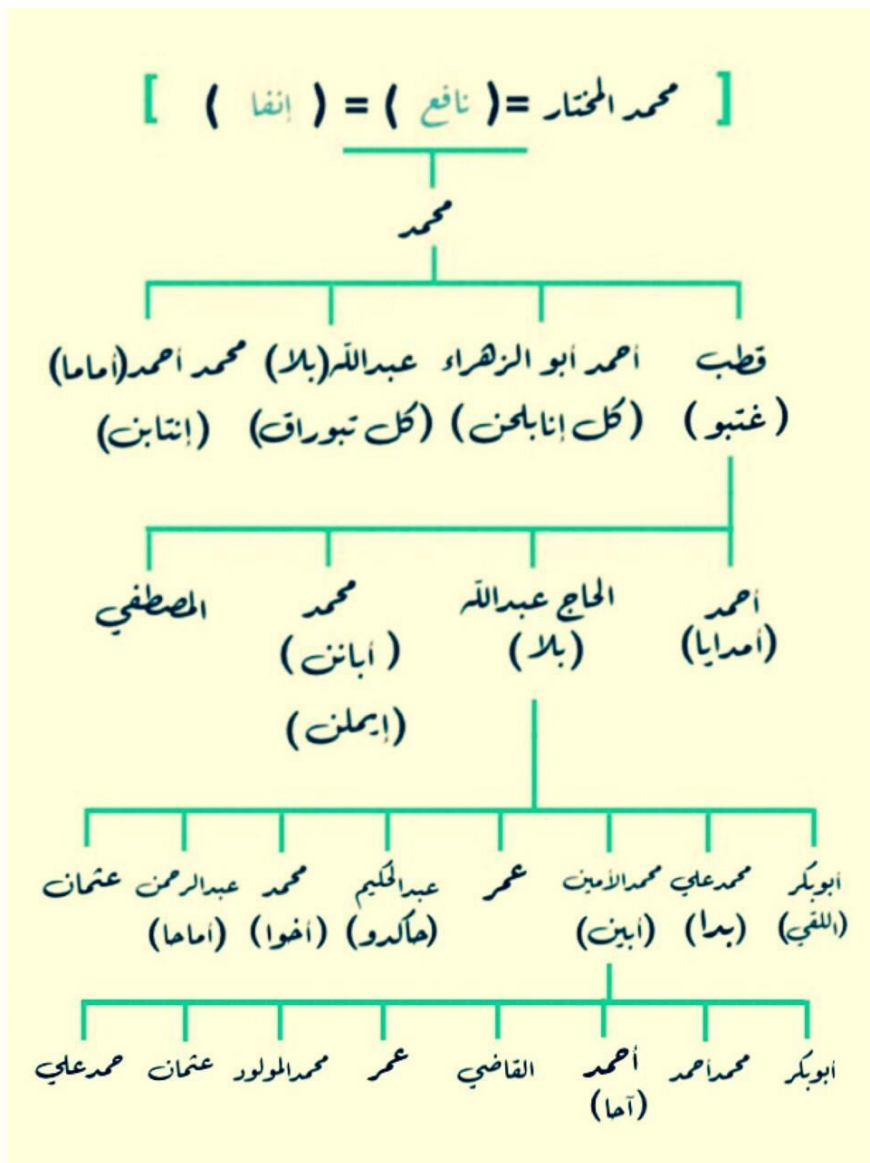 [ محمد المختار =( نافع ) = ( إنفا ) ]
محمد
قطب أحمد أبو الزهراء عبدالله(بلا) محمد أحمد(أماما)
(غتبو) (كل إنابلحن) (كل تبوراق) (إنتابن)
أحمد الحاج عبدالله محمد المصطفي
(أمدايا) (بلا) (أبانن)
(إيملن)
أبوبكر محمدعلي محمدالأمين عمر عبدالحكيم محمد عبدالرحمن عثمان
(اللقي) (بدا) (أبين) (حاكدو) (أخوا) (أماحا)
أبوبكر محمدأحمد أحمد القاضي عمر محمدالمولود عثمان حمدعلي
(آحا)